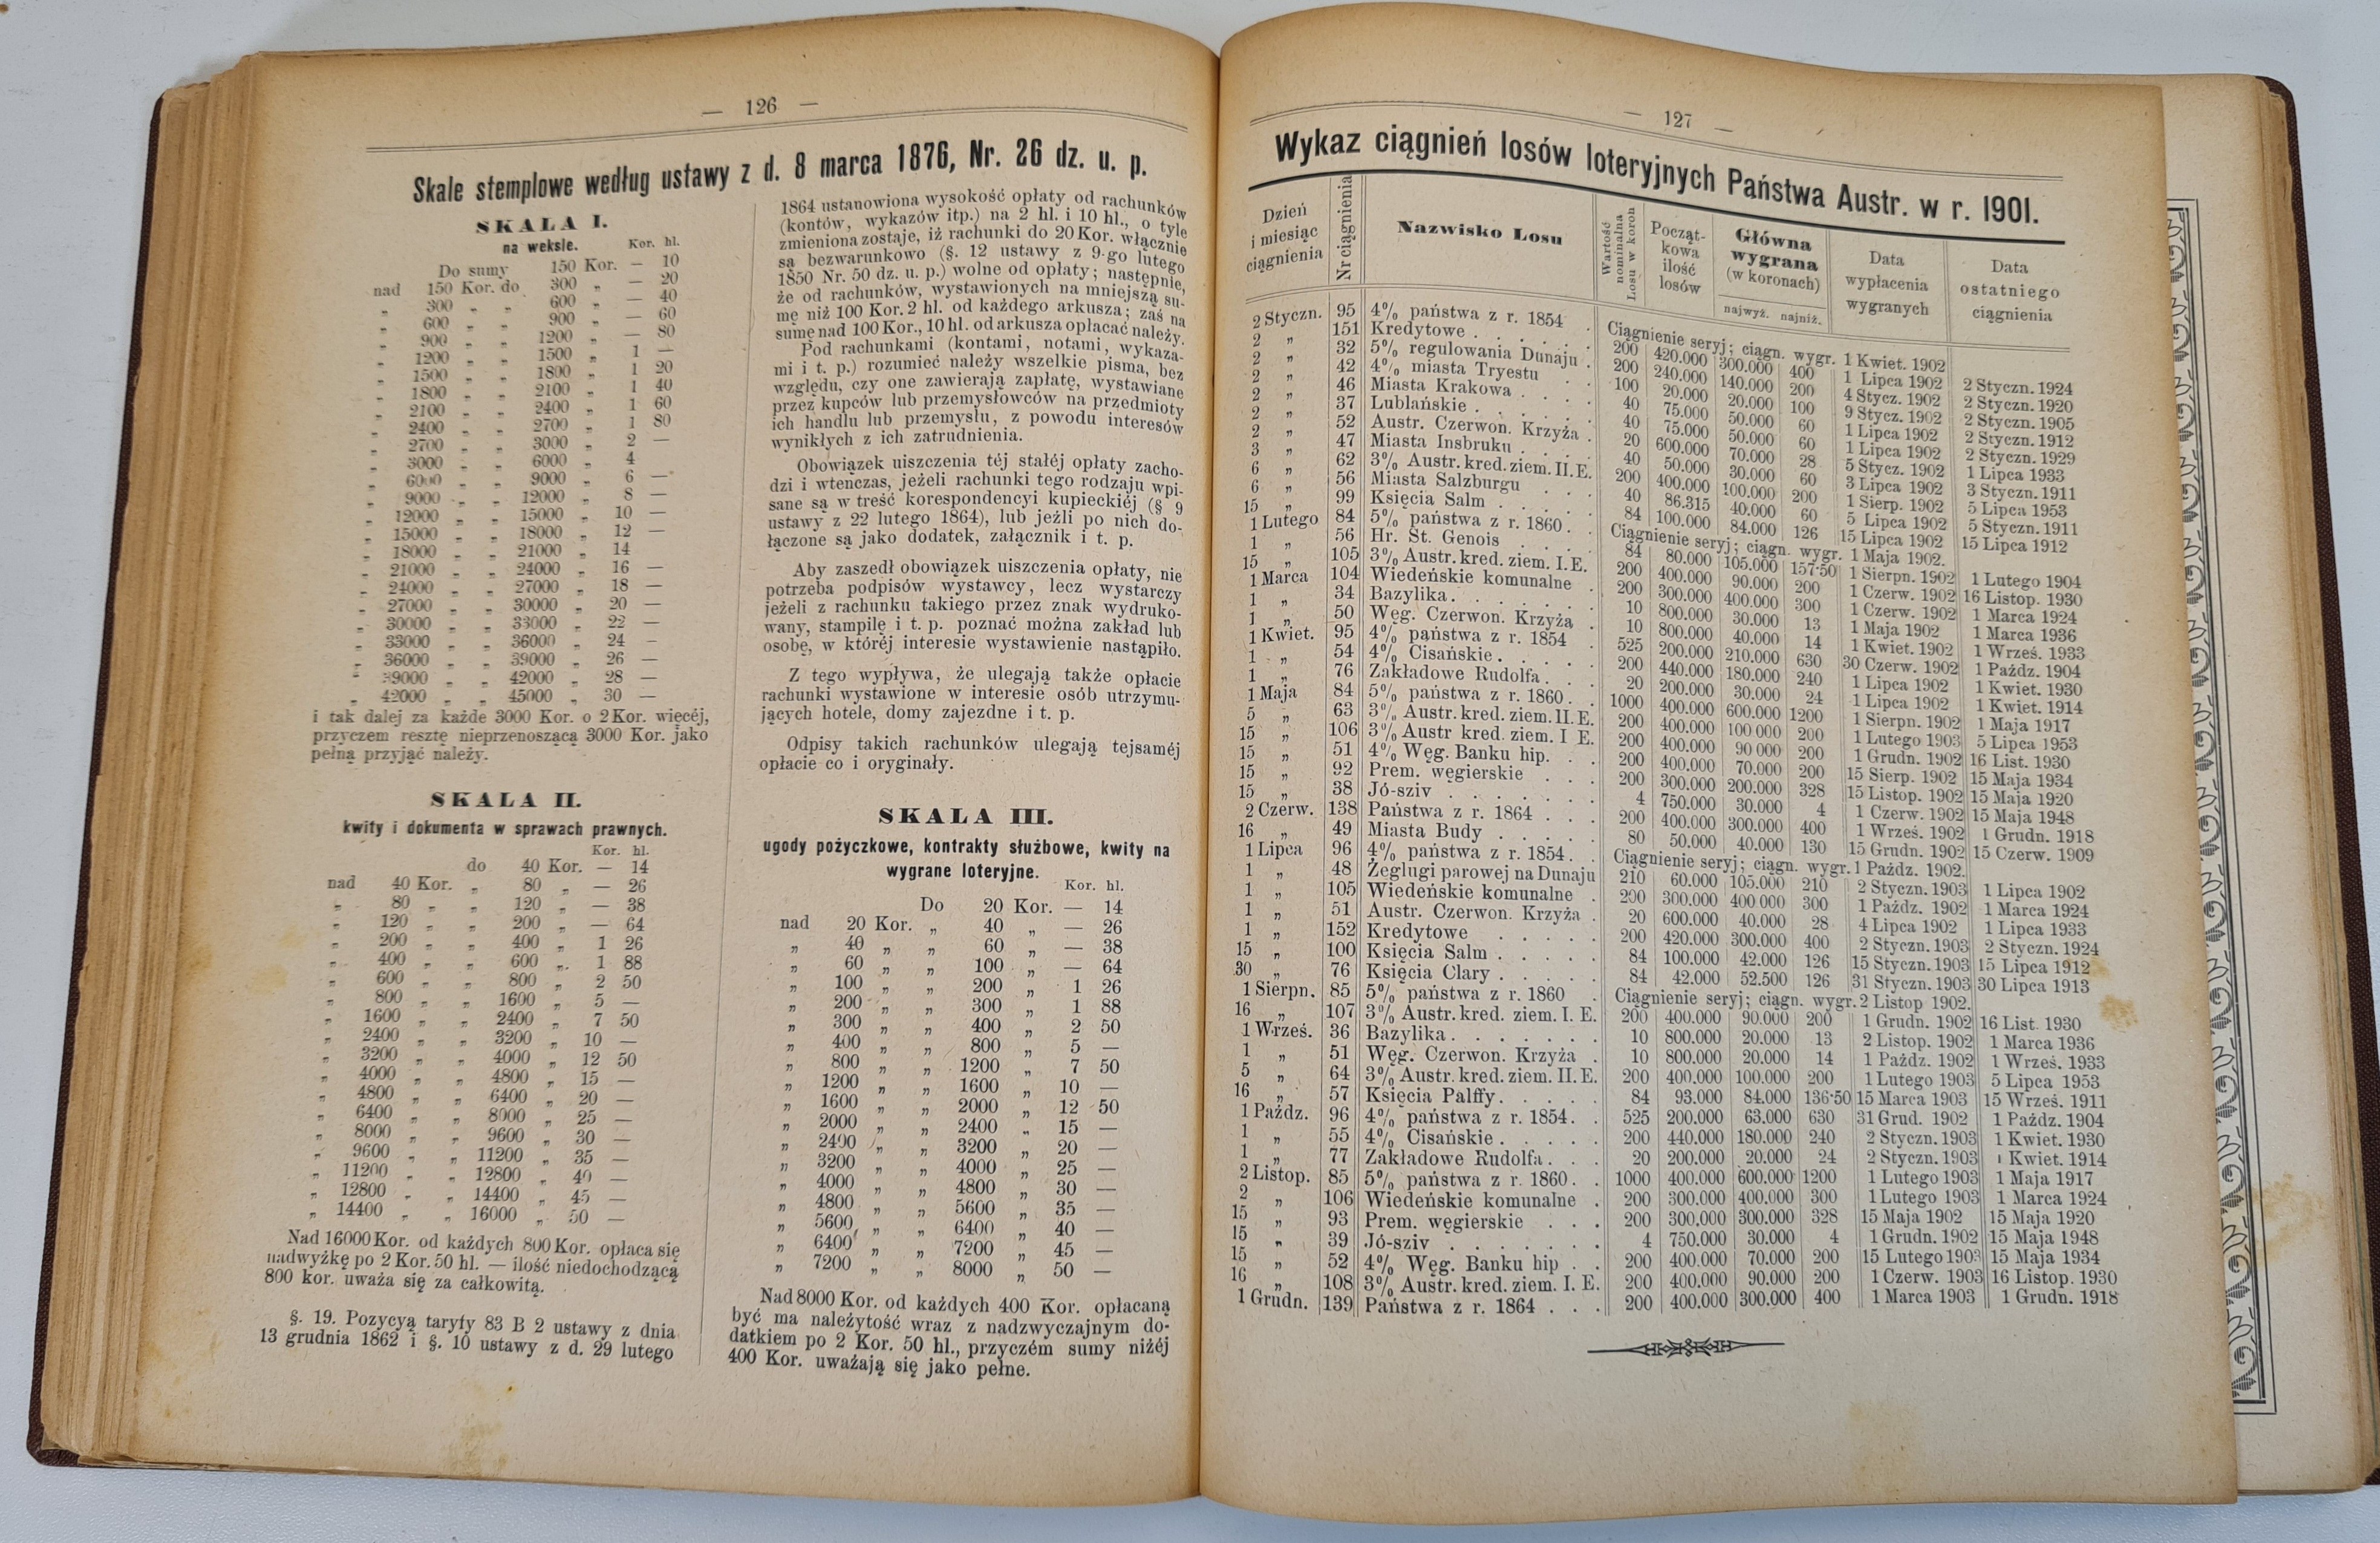 — 126 —
Skale stemplowe według ustawy z d. 8 marca 1876, Nr. 26 dz. u. p.
SKALA I.
na weksle.
Kor. hl.
Do sumy 150 Kor. — 10
nad 150 Kor. do 300 „ — 20
„ 300 „ „ 600 „ — 40
„ 600 „ „ 900 „ — 60
„ 900 „ „ 1200 „ — 80
„ 1200 „ „ 1500 „ 1 —
„ 1500 „ „ 1800 „ 1 20
„ 1800 „ „ 2100 „ 1 40
„ 2100 „ „ 2400 „ 1 60
„ 2400 „ „ 2700 „ 1 80
„ 2700 „ „ 3000 „ 2 —
„ 3000 „ „ 6000 „ 4
„ 6000 „ „ 9000 „ 6 —
„ 9000 „ „ 12000 „ 8 —
„ 12000 „ „ 15000 „ 10 —
„ 15000 „ „ 18000 „ 12 —
„ 18000 „ „ 21000 „ 14
„ 21000 „ „ 24000 „ 16 —
„ 24000 „ „ 27000 „ 18 —
„ 27000 „ „ 30000 „ 20 —
„ 30000 „ „ 33000 „ 22 —
„ 33000 „ „ 36000 „ 24 —
„ 36000 „ „ 39000 „ 26 —
„ 39000 „ „ 42000 „ 28 —
„ 42000 „ „ 45000 „ 30 —
i tak dalej za każde 3000 Kor. o 2 Kor. więcéj,
przyczem resztę nieprzenoszącą 3000 Kor. jako
pełną przyjąć należy.
SKALA II.
kwity i dokumenta w sprawach prawnych.
Kor. hl.
do 40 Kor. — 14
nad 40 Kor. „ 80 „ — 26
„ 80 „ „ 120 „ — 38
„ 120 „ „ 200 „ — 64
„ 200 „ „ 400 „ 1 26
„ 400 „ „ 600 „ 1 88
„ 600 „ „ 800 „ 2 50
„ 800 „ „ 1600 „ 5 —
„ 1600 „ „ 2400 „ 7 50
„ 2400 „ „ 3200 „ 10 —
„ 3200 „ „ 4000 „ 12 50
„ 4000 „ „ 4800 „ 15 —
„ 4800 „ „ 6400 „ 20 —
„ 6400 „ „ 8000 „ 25 —
„ 8000 „ „ 9600 „ 30 —
„ 9600 „ „ 11200 „ 35 —
„ 11200 „ „ 12800 „ 40 —
„ 12800 „ „ 14400 „ 45 —
„ 14400 „ „ 16000 „ 50 —
Nad 16000 Kor. od każdych 800 Kor. opłaca się
nadwyżkę po 2 Kor. 50 hl. — ilość niedochodzącą
800 kor. uważa się za całkowitą.
§. 19. Pozycyą taryfy 83 B 2 ustawy z dnia
13 grudnia 1862 i §. 10 ustawy z d. 29 lutego
1864 ustanowiona wysokość opłaty od rachunków
(kontów, wykazów itp.) na 2 hl. i 10 hl., o tyle
zmieniona zostaje, iż rachunki do 20 Kor. włącznie
są bezwarunkowo (§. 12 ustawy z 9-go lutego
1850 Nr. 50 dz. u. p.) wolne od opłaty; następnie,
że od rachunków, wystawionych na mniejszą su-
mę niż 100 Kor. 2 hl. od każdego arkusza; zaś na
sumę nad 100 Kor., 10 hl. od arkusza opłacać należy.
Pod rachunkami (kontami, notami, wykaza-
mi i t. p.) rozumieć należy wszelkie pisma, bez
względu, czy one zawierają zapłatę, wystawiane
przez kupców lub przemysłowców na przedmioty
ich handlu lub przemysłu, z powodu interesów
wynikłych z ich zatrudnienia.
Obowiązek uiszczenia téj stałéj opłaty zacho-
dzi i wtenczas, jeżeli rachunki tego rodzaju wpi-
sane są w treść korespondencyi kupieckiéj (§ 9
ustawy z 22 lutego 1864), lub jeżli po nich do-
łączone są jako dodatek, załącznik i t. p.
Aby zaszedł obowiązek uiszczenia opłaty, nie
potrzeba podpisów wystawcy, lecz wystarczy
jeżeli z rachunku takiego przez znak wydruko-
wany, stampilę i t. p. poznać można zakład lub
osobę, w któréj interesie wystawienie nastąpiło.
Z tego wypływa, że ulegają także opłacie
rachunki wystawione w interesie osób utrzymu-
jących hotele, domy zajezdne i t. p.
Odpisy takich rachunków ulegają tejsaméj
opłacie co i oryginały.
SKALA III.
ugody pożyczkowe, kontrakty służbowe, kwity na
wygrane loteryjne.
Kor. hl.
Do 20 Kor. — 14
nad 20 Kor. „ 40 „ — 26
„ 40 „ „ 60 „ — 38
„ 60 „ „ 100 „ — 64
„ 100 „ „ 200 „ 1 26
„ 200 „ „ 300 „ 1 88
„ 300 „ „ 400 „ 2 50
„ 400 „ „ 800 „ 5 —
„ 800 „ „ 1200 „ 7 50
„ 1200 „ „ 1600 „ 10 —
„ 1600 „ „ 2000 „ 12 50
„ 2000 „ „ 2400 „ 15 —
„ 2400 „ „ 3200 „ 20 —
„ 3200 „ „ 4000 „ 25 —
„ 4000 „ „ 4800 „ 30 —
„ 4800 „ „ 5600 „ 35 —
„ 5600 „ „ 6400 „ 40 —
„ 6400 „ „ 7200 „ 45 —
„ 7200 „ „ 8000 „ 50 —
Nad 8000 Kor. od każdych 400 Kor. opłacaną
być ma należytość wraz z nadzwyczajnym do-
datkiem po 2 Kor. 50 hl., przyczém sumy niżéj
400 Kor. uważają się jako pełne.
— 127 —
Wykaz ciągnień losów loteryjnych Państwa Austr. w r. 1901.
Dzień i miesiąc ciągnienia
Nr ciągnienia
Nazwisko Losu
Wartość nominalna Losu w koron
Począt-kowa ilość losów
Główna wygrana (w koronach)
najwyż. najniż.
Data wypłacenia wygranych
Data ostatniego ciągnienia
2 Styczn. 95 4% państwa z r. 1854 . Ciągnienie seryj; ciągn. wygr. 1 Kwiet. 1902
2 „ 151 Kredytowe . . . . . 200 420.000 300.000 400 1 Lipca 1902 2 Styczn. 1924
2 „ 32 5% regulowania Dunaju . 200 240.000 140.000 200 4 Stycz. 1902 2 Styczn. 1920
2 „ 42 4% miasta Tryestu . . 100 20.000 20.000 100 9 Stycz. 1902 2 Styczn. 1905
2 „ 46 Miasta Krakowa . . . . 40 75.000 50.000 60 1 Lipca 1902 2 Styczn. 1912
2 „ 37 Lublańskie . . . . . . 40 75.000 50.000 60 1 Lipca 1902 2 Styczn. 1929
2 „ 52 Austr. Czerwon. Krzyża . 20 600.000 70.000 28 5 Stycz. 1902 1 Lipca 1933
3 „ 47 Miasta Insbruku . . . . 40 50.000 30.000 60 3 Lipca 1902 3 Styczn. 1911
6 „ 62 3% Austr. kred. ziem. II. E. 200 400.000 100.000 200 1 Sierp. 1902 5 Lipca 1953
6 „ 56 Miasta Salzburgu . . . 40 86.315 40.000 60 5 Lipca 1902 5 Styczn. 1911
15 „ 99 Księcia Salm . . . . . 84 100.000 84.000 126 15 Lipca 1902 15 Lipca 1912
1 Lutego 84 5% państwa z r. 1860 . . Ciągnienie seryj; ciągn. wygr. 1 Maja 1902.
1 „ 56 Hr. St. Genois . . . . 84 80.000 105.000 157·50 1 Sierpn. 1902 1 Lutego 1904
15 „ 105 3% Austr. kred. ziem. I. E. 200 400.000 90.000 200 1 Czerw. 1902 16 Listop. 1930
1 Marca 104 Wiedeńskie komunalne . 200 300.000 400.000 300 1 Czerw. 1902 1 Marca 1924
1 „ 34 Bazylika . . . . . . . 10 800.000 30.000 13 1 Maja 1902 1 Marca 1936
1 „ 50 Węg. Czerwon. Krzyża . 10 800.000 40.000 14 1 Kwiet. 1902 1 Wrześ. 1933
1 Kwiet. 95 4% państwa z r. 1854 . 525 200.000 210.000 630 30 Czerw. 1902 1 Paźdz. 1904
1 „ 54 4% Cisańskie . . . . . 200 440.000 180.000 240 1 Lipca 1902 1 Kwiet. 1930
1 „ 76 Zakładowe Rudolfa . . . 20 200.000 30.000 24 1 Lipca 1902 1 Kwiet. 1914
1 Maja 84 5% państwa z r. 1860 . . 1000 400.000 600.000 1200 1 Sierpn. 1902 1 Maja 1917
5 „ 63 3% Austr. kred. ziem. II. E. 200 400.000 100 000 200 1 Lutego 1903 5 Lipca 1953
15 „ 106 3% Austr kred. ziem. I E. 200 400.000 90 000 200 1 Grudn. 1902 16 List. 1930
15 „ 51 4% Węg. Banku hip. . . 200 400.000 70.000 200 15 Sierp. 1902 15 Maja 1934
15 „ 92 Prem. węgierskie . . . 200 300.000 200.000 328 15 Listop. 1902 15 Maja 1920
15 „ 38 Jó-sziv . . . . . . . 4 750.000 30.000 4 1 Czerw. 1902 15 Maja 1948
2 Czerw. 138 Państwa z r. 1864 . . . 200 400.000 300.000 400 1 Wrześ. 1902 1 Grudn. 1918
16 „ 49 Miasta Budy . . . . . 80 50.000 40.000 130 15 Grudn. 1902 15 Czerw. 1909
1 Lipca 96 4% państwa z r. 1854 . . Ciągnienie seryj; ciągn. wygr. 1 Paźdz. 1902.
1 „ 48 Żeglugi parowej na Dunaju 210 60.000 105.000 210 2 Styczn. 1903 1 Lipca 1902
1 „ 105 Wiedeńskie komunalne . 200 300.000 400 000 300 1 Paźdz. 1902 1 Marca 1924
1 „ 51 Austr. Czerwon. Krzyża . 20 600.000 40.000 28 4 Lipca 1902 1 Lipca 1933
1 „ 152 Kredytowe . . . . . 200 420.000 300.000 400 2 Styczn. 1903 2 Styczn. 1924
15 „ 100 Księcia Salm . . . . . 84 100.000 42.000 126 15 Styczn. 1903 15 Lipca 1912
30 „ 76 Księcia Clary . . . . . 84 42.000 52.500 126 31 Styczn. 1903 30 Lipca 1913
1 Sierpn. 85 5% państwa z r. 1860 . Ciągnienie seryj; ciągn. wygr. 2 Listop 1902.
16 „ 107 3% Austr. kred. ziem. I. E. 200 400.000 90.000 200 1 Grudn. 1902 16 List. 1930
1 Wrześ. 36 Bazylika . . . . . . . 10 800.000 20.000 13 2 Listop. 1902 1 Marca 1936
1 „ 51 Węg. Czerwon. Krzyża . 10 800.000 20.000 14 1 Paźdz. 1902 1 Wrześ. 1933
5 „ 64 3% Austr. kred. ziem. II. E. 200 400.000 100.000 200 1 Lutego 1903 5 Lipca 1953
16 „ 57 Księcia Palffy . . . . . 84 93.000 84.000 136·50 15 Marca 1903 15 Wrześ. 1911
1 Paźdz. 96 4% państwa z r. 1854 . . 525 200.000 63.000 630 31 Grud. 1902 1 Paźdz. 1904
1 „ 55 4% Cisańskie . . . . . 200 440.000 180.000 240 2 Styczn. 1903 1 Kwiet. 1930
1 „ 77 Zakładowe Rudolfa . . . 20 200.000 20.000 24 2 Styczn. 1903 1 Kwiet. 1914
2 Listop. 85 5% państwa z r. 1860 . . 1000 400.000 600.000 1200 1 Lutego 1903 1 Maja 1917
2 „ 106 Wiedeńskie komunalne . 200 300.000 400.000 300 1 Lutego 1903 1 Marca 1924
15 „ 93 Prem. węgierskie . . . 200 300,000 300.000 328 15 Maja 1902 15 Maja 1920
15 „ 39 Jó-sziv . . . . . . . 4 750.000 30.000 4 1 Grudn. 1902 15 Maja 1948
15 „ 52 4% Węg. Banku hip . . 200 400.000 70.000 200 15 Lutego 1903 15 Maja 1934
16 „ 108 3% Austr. kred. ziem. I. E. 200 400.000 90.000 200 1 Czerw. 1903 16 Listop. 1930
1 Grudn. 139 Państwa z r. 1864 . . . 200 400.000 300.000 400 1 Marca 1903 1 Grudn. 1918